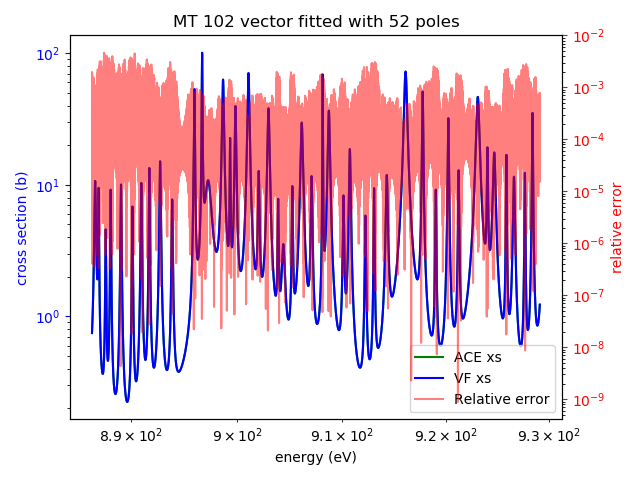 MT 102 vector fitted with 52 poles
cross section (b)
10²
10¹
10⁰
10⁻²
10⁻³
10⁻⁴
10⁻⁵
10⁻⁶
10⁻⁷
10⁻⁸
10⁻⁹
relative error
ACE xs
VF xs
Relative error
8.9 × 10² 9 × 10² 9.1 × 10² 9.2 × 10² 9.3 × 10²
energy (eV)